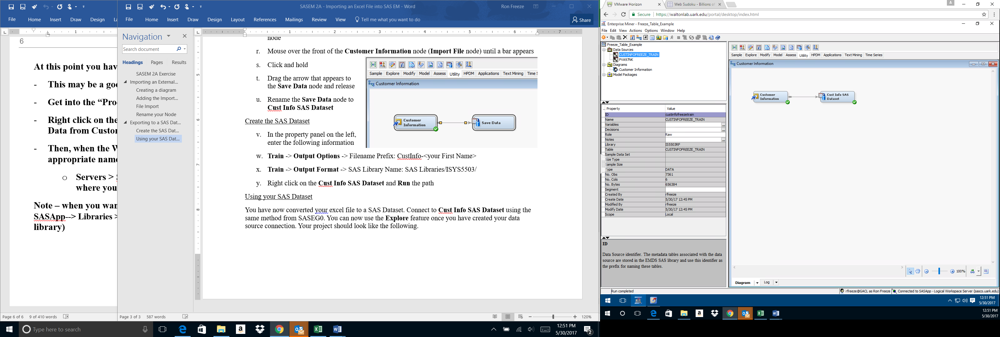 File Home Insert Draw Design La
1
6
At this point you hav
- This may be a goo
- Get into the “Proc
- Right click on the
Data from Custon
- Then, when the W
appropriate name
o Servers > S
where you
Note – when you wan
SASApp--> Libraries >
library)
Page 6 of 6 9 of 410 words
SASEM 2A - Importing an Excel File into SAS EM - Word
Ron Freeze
File Home Insert Draw Design Layout References Mailings Review View Tell me what you want to do
Share
1 2 3 4 5 6 7
Navigation
Search document
Headings Pages Results
SASEM 2A Exercise
Importing an External...
Creating a diagram
Adding the Import...
File Import
Rename your Node
Exporting to a SAS Dat...
Create the SAS Dat...
Using your SAS Dat...
node
r. Mouse over the front of the Customer Information node (Import File node) until a bar appears
s. Click and hold
t. Drag the arrow that appears to
the Save Data node and release
u. Rename the Save Data node to
Cust Info SAS Dataset
Sample Explore Modify Model Assess Utility HPDM Applications Text Mining Time S
Customer Information
Customer
Information
Save Data
Create the SAS Dataset
v. In the property panel on the left,
enter the following information
w. Train -> Output Options -> Filename Prefix: CustInfo-<your First Name>
x. Train -> Output Format -> SAS Library Name: SAS Libraries/ISYS5503/
y. Right click on the Cust Info SAS Dataset and Run the path
Using your SAS Dataset
You have now converted your excel file to a SAS Dataset. Connect to Cust Info SAS Dataset using the
same method from SASEG0. You can now use the Explore feature once you have created your data
source connection. Your project should look like the following.
5
6
7
8
Page 3 of 3 587 words
120%
Type here to search
12:51 PM
5/30/2017
2
VMware Horizon
Web Sudoku - Billions of
Secure https://waltonlab.uark.edu/portal/desktop/index.html
Enterprise Miner - Freeze_Table_Example
File Edit View Actions Options Window Help
Freeze_Table_Example
Data Sources
CUSTINFOFREEZE_TRAIN
PVA97NK
Diagrams
Customer Information
Model Packages
.. Property Value
ID custinfofreezetrain
Name CUSTINFOFREEZE_TRAIN
Variables ...
Decisions ...
Role Raw
Notes ...
Library IS5503RF
Table CUSTINFOFREEZE_TRAIN
Sample Data Set
Size Type
Sample Size
Type DATA
No. Obs 7361
No. Cols 6
No. Bytes 656384
Segment
Created By rfreeze
Create Date 5/30/17 12:45 PM
Modified By rfreeze
Modify Date 5/30/17 12:45 PM
Scope Local
ID
Data Source identifier. The metadata tables associated with the data
source are stored in the EMDS SAS library and use this identifier as
the prefix for naming these tables.
Sample Explore Modify Model Assess Utility HPDM Applications Text Mining Time Series
Customer Information
Customer
Information
Cust Info SAS
Dataset
100%
Diagram Log
Run completed
rfreeze@GACL as Ron Freeze Connected to SASApp - Logical Workspace Server (sascs.uark.edu)
12:51 PM
5/30/2017
12:51 PM
5/30/2017